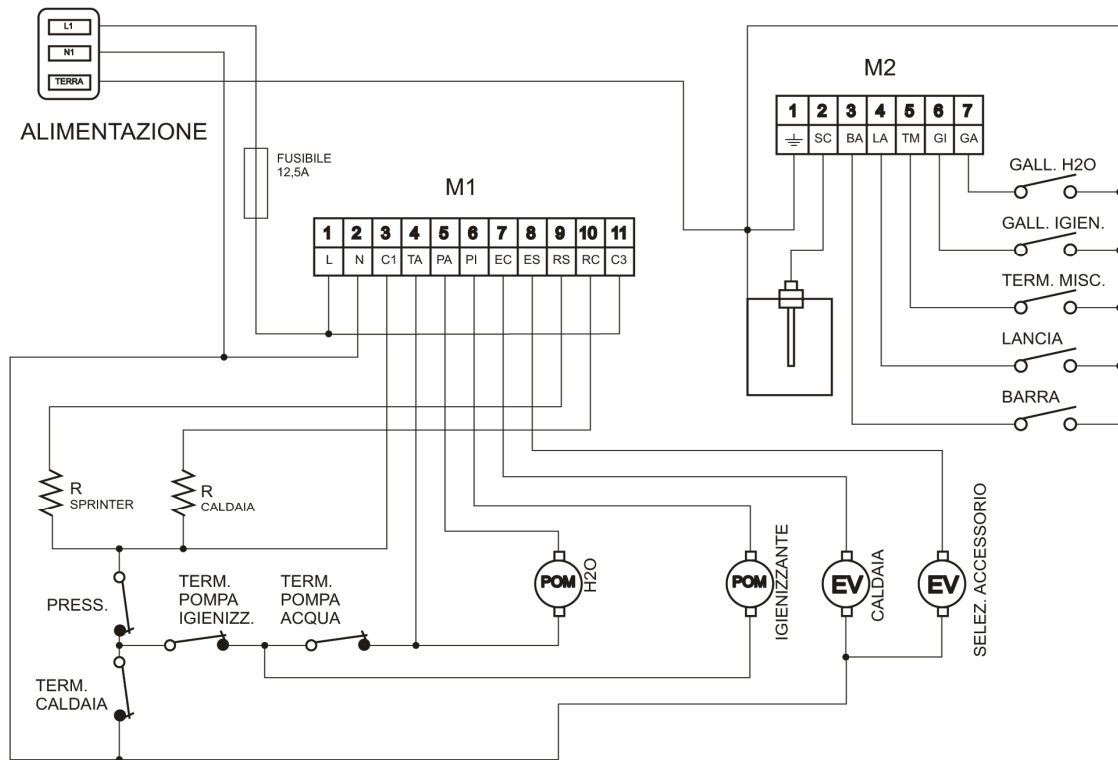 L1
N1
TERRA
ALIMENTAZIONE
FUSIBILE
12,5A
M1
1 2 3 4 5 6 7 8 9 10 11
L N C1 TA PA PI EC ES RS RC C3
M2
1 2 3 4 5 6 7
SC BA LA TM GI GA
GALL. H2O
GALL. IGIEN.
TERM. MISC.
LANCIA
BARRA
R
SPRINTER
R
CALDAIA
PRESS.
TERM.
POMPA
IGIENIZZ.
TERM.
POMPA
ACQUA
TERM.
CALDAIA
POM
H2O
POM
IGIENIZZANTE
EV
CALDAIA
EV
SELEZ. ACCESSORIO